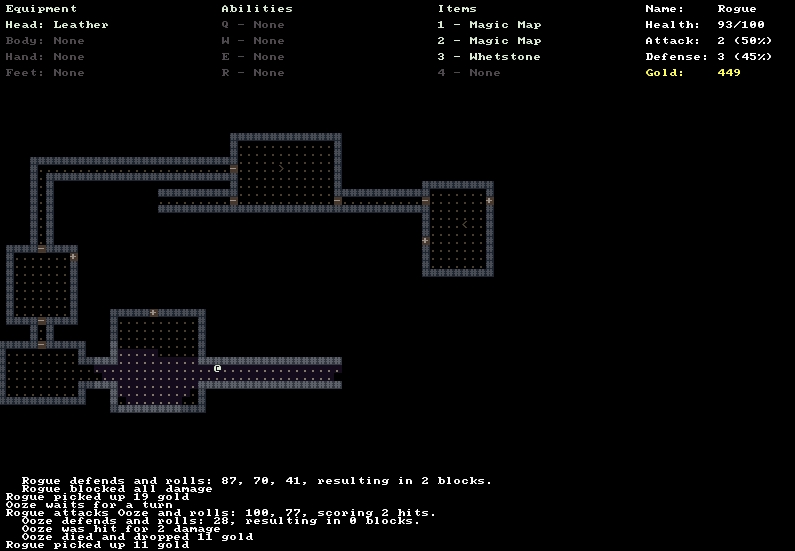 Equipment Abilities Items Name: Rogue
Head: Leather Q - None 1 - Magic Map Health: 93/100
Body: None W - None 2 - Magic Map Attack: 2 (50%)
Hand: None E - None 3 - Whetstone Defense: 3 (45%)
Feet: None R - None 4 - None Gold: 449
Rogue defends and rolls: 87, 70, 41, resulting in 2 blocks.
Rogue blocked all damage
Rogue picked up 19 gold
Ooze waits for a turn
Rogue attacks Ooze and rolls: 100, 77, scoring 2 hits.
Ooze defends and rolls: 28, resulting in 0 blocks.
Ooze was hit for 2 damage
Ooze died and dropped 11 gold
Rogue picked up 11 gold